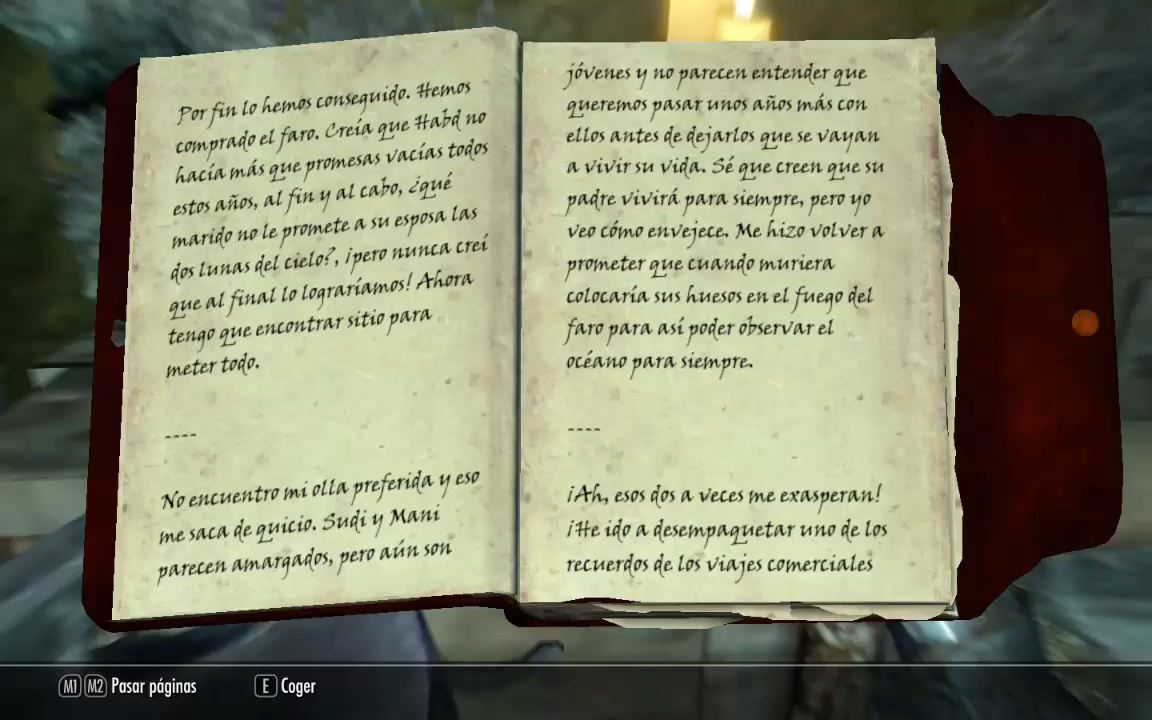 Por fin lo hemos conseguido. Hemos
comprado el faro. Creía que Habd no
hacía más que promesas vacías todos
estos años, al fin y al cabo, ¿qué
marido no le promete a su esposa las
dos lunas del cielo?, ¡pero nunca creí
que al final lo lograríamos! Ahora
tengo que encontrar sitio para
meter todo.
----
No encuentro mi olla preferida y eso
me saca de quicio. Sudi y Mani
parecen amargados, pero aún son
jóvenes y no parecen entender que
queremos pasar unos años más con
ellos antes de dejarlos que se vayan
a vivir su vida. Sé que creen que su
padre vivirá para siempre, pero yo
veo cómo envejece. Me hizo volver a
prometer que cuando muriera
colocaría sus huesos en el fuego del
faro para así poder observar el
océano para siempre.
----
¡Ah, esos dos a veces me exasperan!
¡He ido a desempaquetar uno de los
recuerdos de los viajes comerciales
M1 M2 Pasar páginas
E Coger